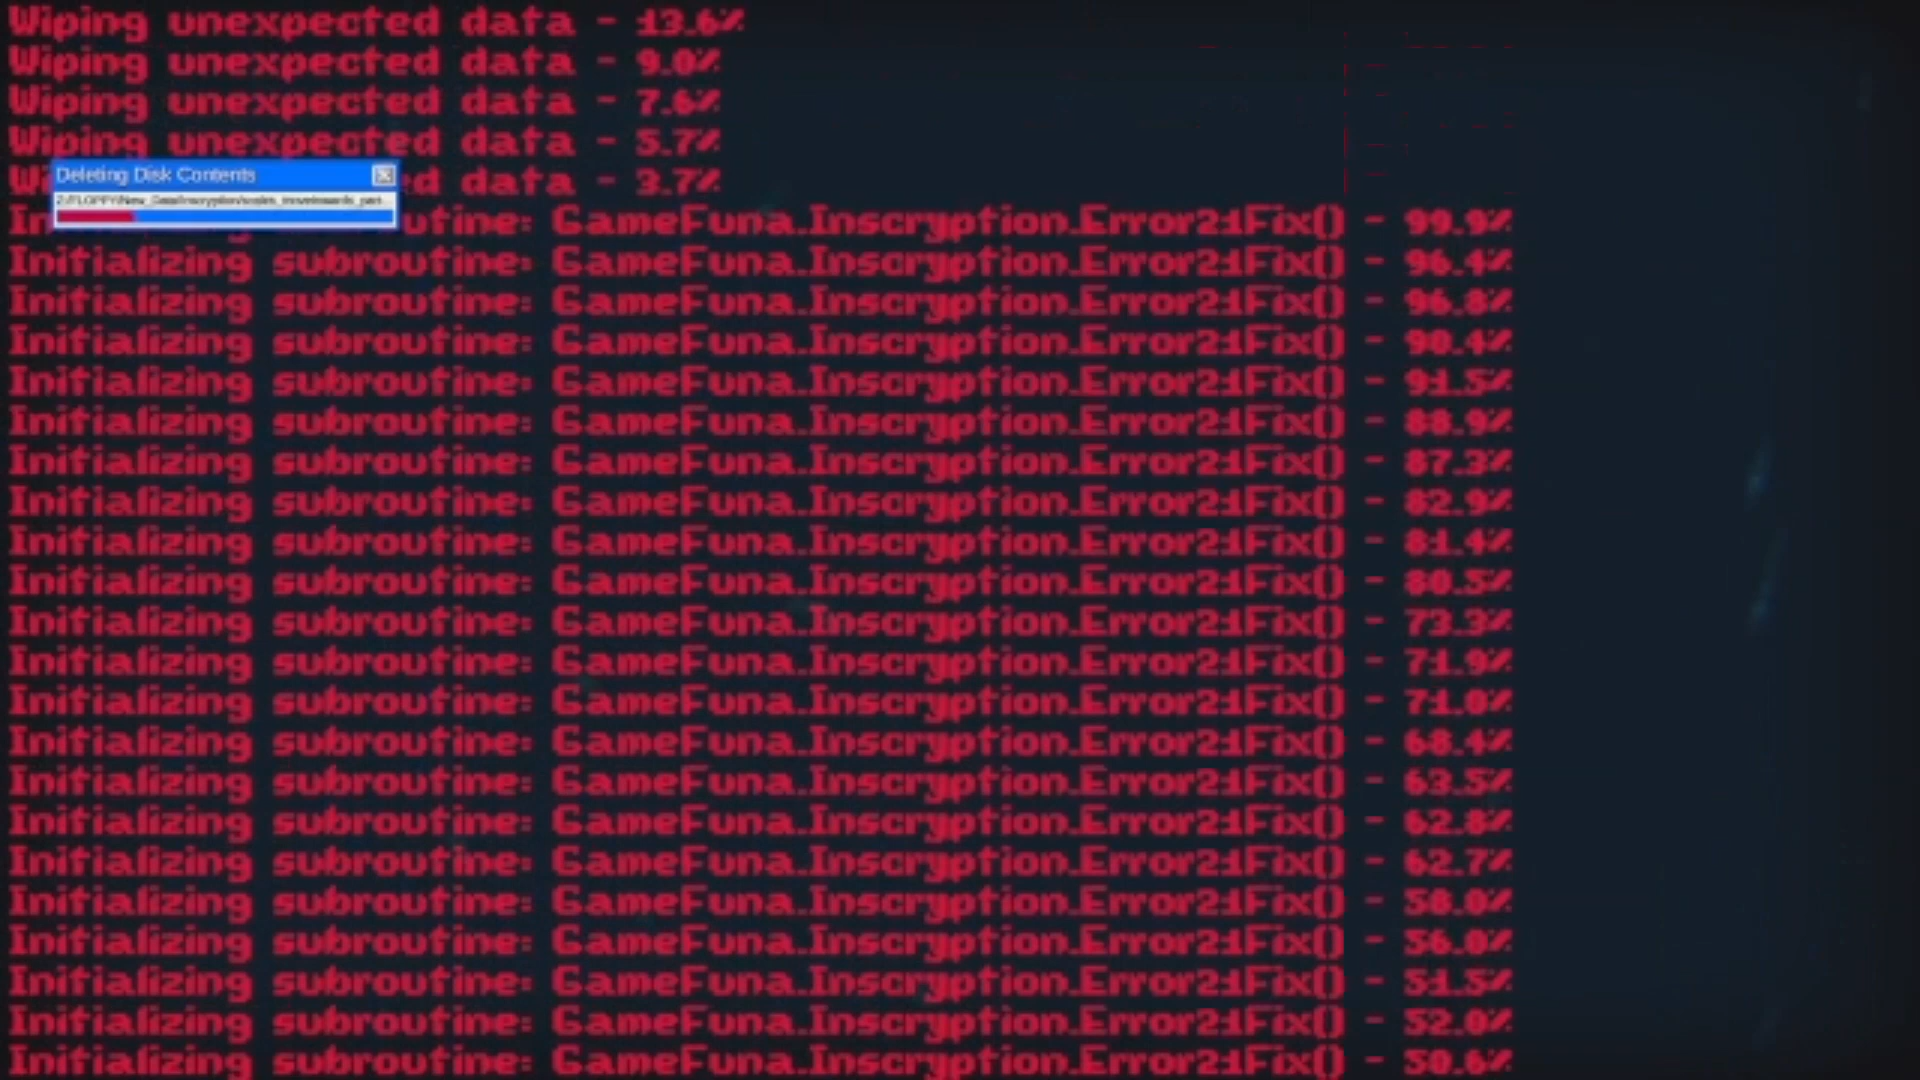 Wiping unexpected data - 13.6%
Wiping unexpected data - 9.0%
Wiping unexpected data - 7.6%
Wiping unexpected data - 5.7%
Deleting Disk Contents
ed data - 3.7%
utine: GameFuna.Inscryption.Error21Fix() - 99.9%
Initializing subroutine: GameFuna.Inscryption.Error21Fix() - 96.4%
Initializing subroutine: GameFuna.Inscryption.Error21Fix() - 96.8%
Initializing subroutine: GameFuna.Inscryption.Error21Fix() - 90.4%
Initializing subroutine: GameFuna.Inscryption.Error21Fix() - 91.5%
Initializing subroutine: GameFuna.Inscryption.Error21Fix() - 88.9%
Initializing subroutine: GameFuna.Inscryption.Error21Fix() - 87.3%
Initializing subroutine: GameFuna.Inscryption.Error21Fix() - 82.9%
Initializing subroutine: GameFuna.Inscryption.Error21Fix() - 81.4%
Initializing subroutine: GameFuna.Inscryption.Error21Fix() - 80.5%
Initializing subroutine: GameFuna.Inscryption.Error21Fix() - 73.3%
Initializing subroutine: GameFuna.Inscryption.Error21Fix() - 71.9%
Initializing subroutine: GameFuna.Inscryption.Error21Fix() - 71.0%
Initializing subroutine: GameFuna.Inscryption.Error21Fix() - 68.4%
Initializing subroutine: GameFuna.Inscryption.Error21Fix() - 63.5%
Initializing subroutine: GameFuna.Inscryption.Error21Fix() - 62.8%
Initializing subroutine: GameFuna.Inscryption.Error21Fix() - 62.7%
Initializing subroutine: GameFuna.Inscryption.Error21Fix() - 58.0%
Initializing subroutine: GameFuna.Inscryption.Error21Fix() - 56.0%
Initializing subroutine: GameFuna.Inscryption.Error21Fix() - 51.5%
Initializing subroutine: GameFuna.Inscryption.Error21Fix() - 52.0%
Initializing subroutine: GameFuna.Inscryption.Error21Fix() - 50.6%